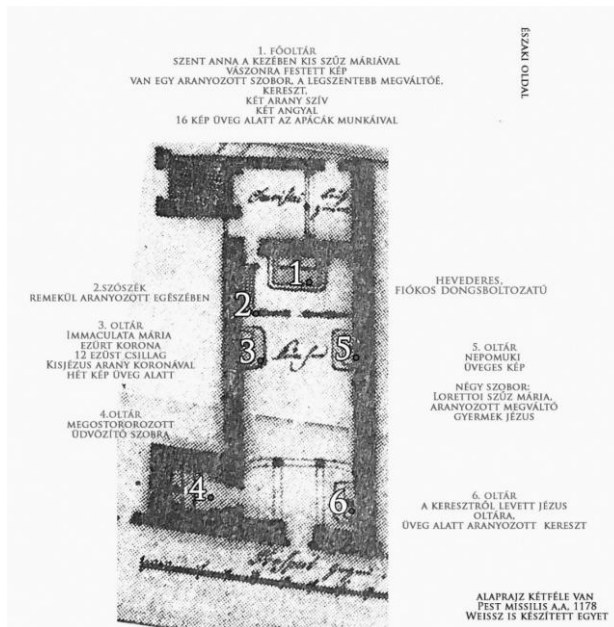 1. FŐOLTÁR
SZENT ANNA A KEZÉBEN KIS SZŰZ MÁRIÁVAL
VÁSZONRA FESTETT KÉP
VAN EGY ARANYOZOTT SZOBOR, A LEGSZENTEBB MEGVÁLTÓÉ,
KERESZT,
KÉT ARANY SZÍV
KÉT ANGYAL
16 KÉP ÜVEG ALATT AZ APÁCÁK MUNKÁIVAL
ÉSZAKI OLDAL
1
2
3
5
4
6
2.SZÓSZÉK
REMEKÜL ARANYOZOTT EGÉSZÉBEN
3. OLTÁR
IMMACULATA MÁRIA
EZÜRT KORONA
12 EZÜST CSILLAG
KISJÉZUS ARANY KORONÁVAL
HÉT KÉP ÜVEG ALATT
4.OLTÁR
MEGOSTOROROZOTT
ÜDVÖZÍTŐ SZOBRA
HEVEDERES,
FIÓKOS DONGSBOLTOZATÚ
5. OLTÁR
NEPOMUKI
ÜVEGES KÉP
NÉGY SZOBOR:
LORETTOI SZŰZ MÁRIA,
ARANYOZOTT MEGVÁLTÓ
GYERMEK JÉZUS
6. OLTÁR
A KERESZTRŐL LEVETT JÉZUS
OLTÁRA,
ÜVEG ALATT ARANYOZOTT KERESZT
ALAPRAJZ KÉTFÉLE VAN
PEST MISSILIS A.A. 1178
WEISSZ IS KÉSZÍTETT EGYET